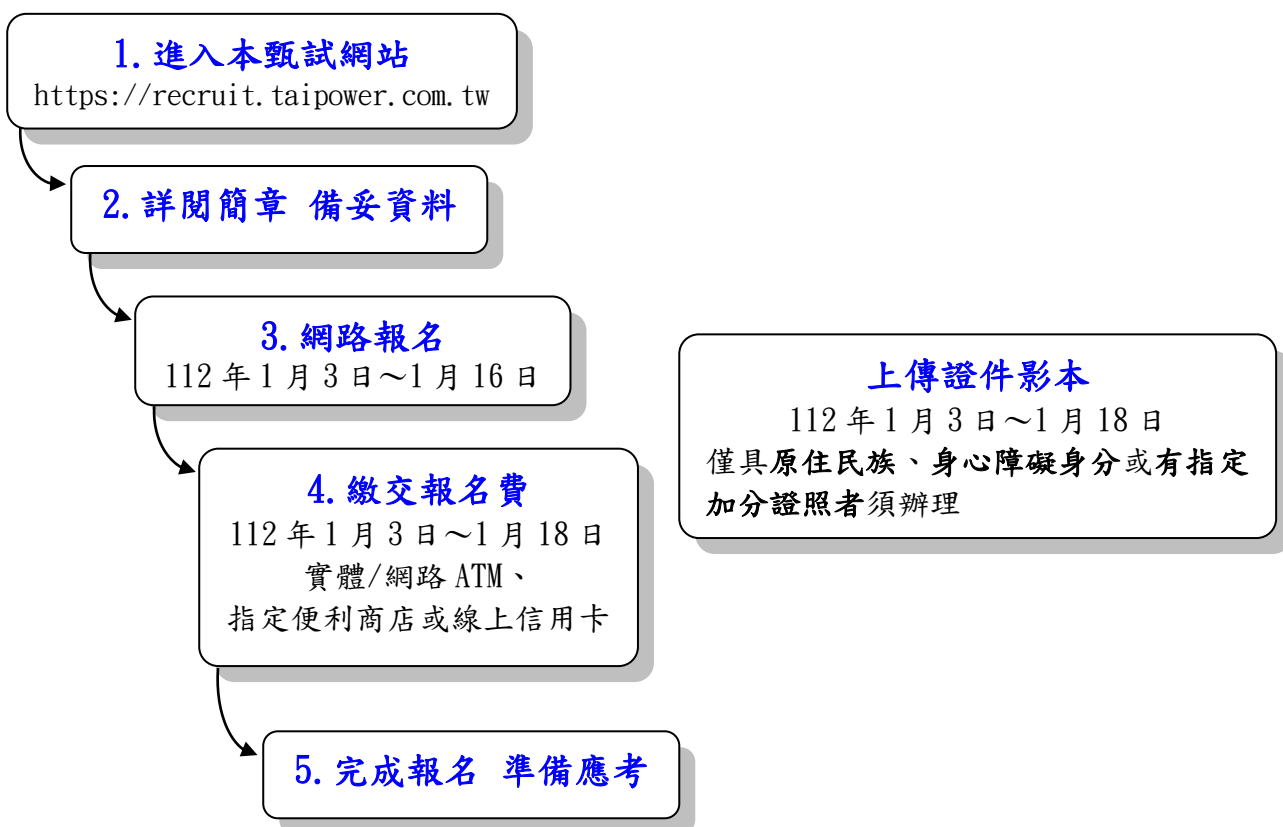 1.進入本甄試網站
https://recruit.taipower.com.tw
2.詳閱簡章 備妥資料
3.網路報名
112年1月3日～1月16日
4.繳交報名費
112年1月3日～1月18日
實體/網路 ATM、
指定便利商店或線上信用卡
5.完成報名 準備應考
上傳證件影本
112年1月3日～1月18日
僅具原住民族、身心障礙身分或有指定
加分證照者須辦理